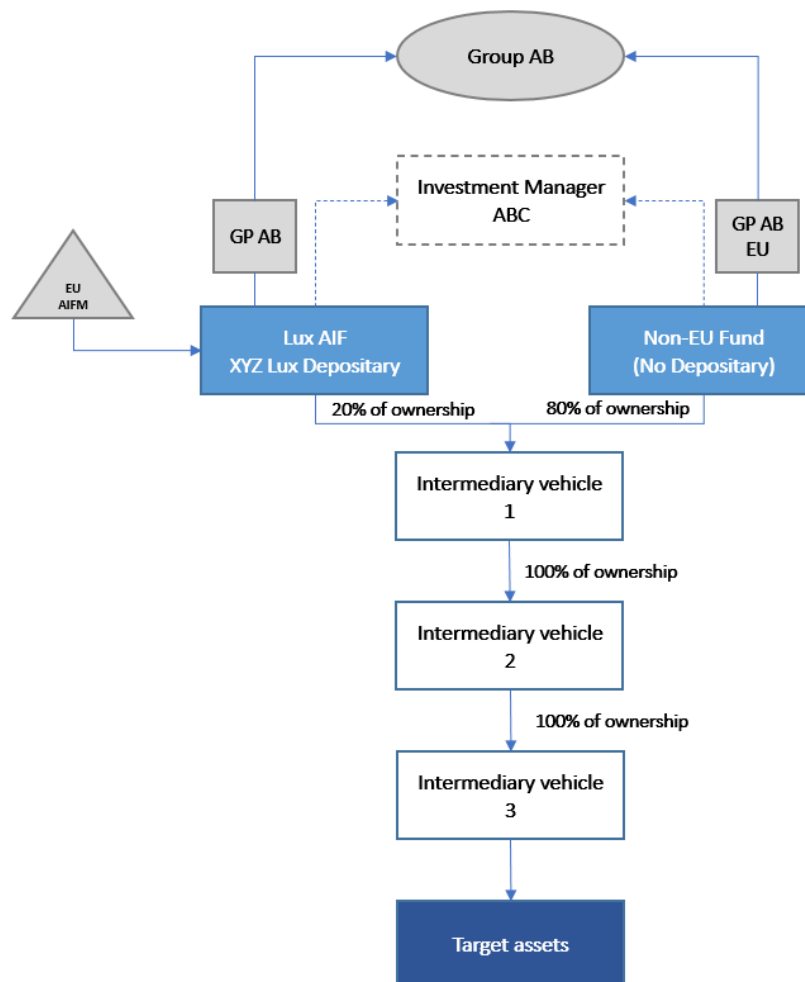 Group AB
Investment Manager
ABC
GP AB
GP AB
EU
EU
AIFM
Lux AIF
XYZ Lux Depositary
Non-EU Fund
(No Depositary)
20% of ownership
80% of ownership
Intermediary vehicle
1
100% of ownership
Intermediary vehicle
2
100% of ownership
Intermediary vehicle
3
Target assets